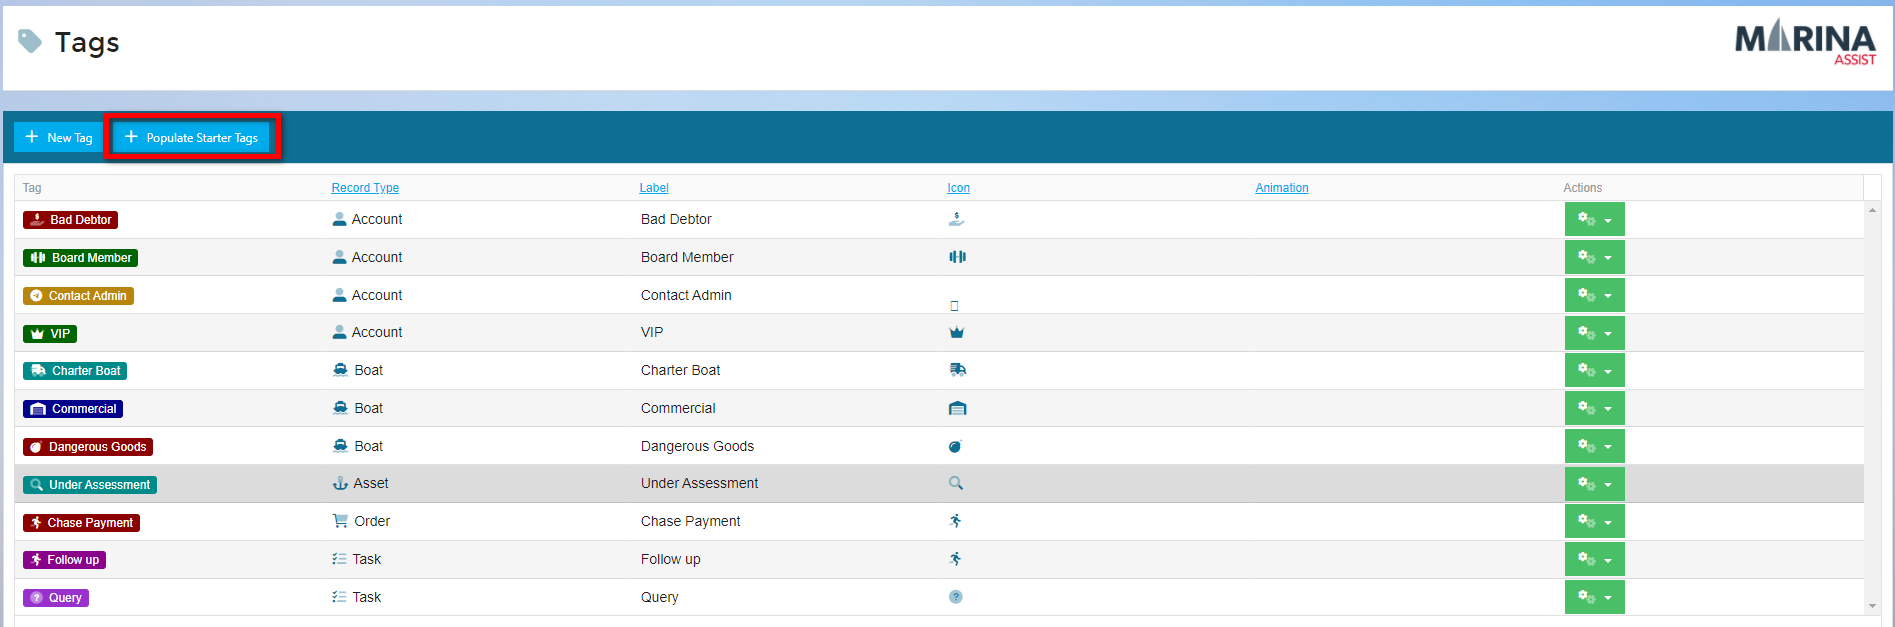 Tags
MARINA
ASSIST
New Tag Populate Starter Tags
Tag Record Type Label Icon Animation Actions
Bad Debtor Account Bad Debtor
Board Member Account Board Member
Contact Admin Account Contact Admin
VIP Account VIP
Charter Boat Boat Charter Boat
Commercial Boat Commercial
Dangerous Goods Boat Dangerous Goods
Under Assessment Asset Under Assessment
Chase Payment Order Chase Payment
Follow up Task Follow up
Query Task Query